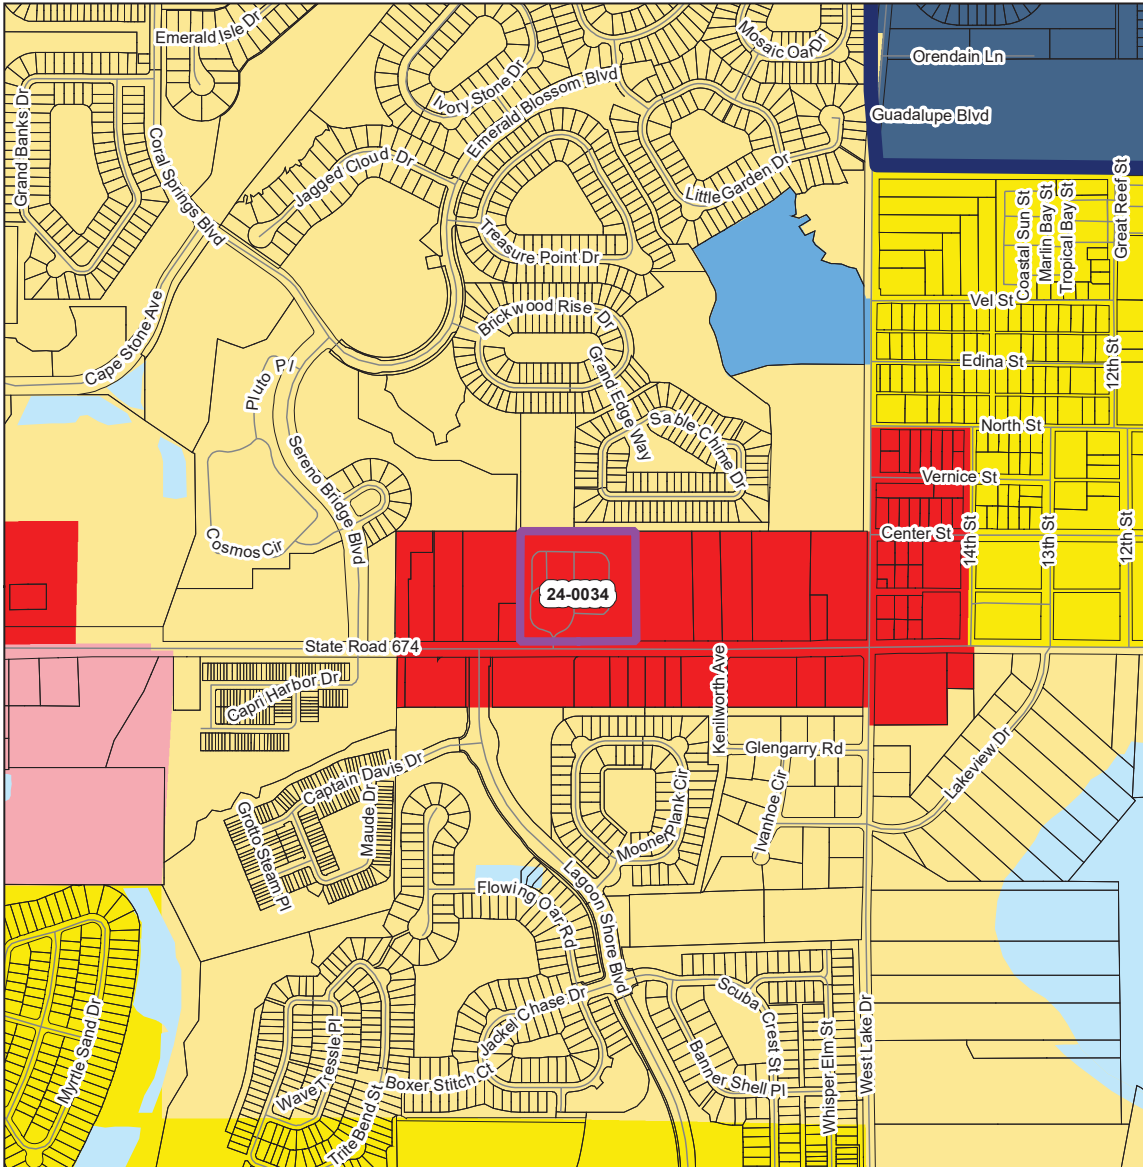 Emerald Isle Dr
Mosaic Oar Dr
Orendain Ln
Ivory Stone Dr
Emerald Blossom Blvd
Grand Banks Dr
Guadalupe Blvd
Coral Springs Blvd
Jagged Cloud Dr
Little Garden Dr
Great Reef St
Coastal Sun St
Marlin Bay St
Tropical Bay St
Treasure Point Dr
Vel St
Brickwood Rise Dr
Cape Stone Ave
Edina St
12th St
Pluto Pl
Grand Edge Way
Sable Chime Dr
North St
Sereno Bridge Blvd
Vernice St
Cosmos Cir
Center St
14th St
13th St
12th St
24-0034
State Road 674
Capri Harbor Dr
Kenilworth Ave
Glengarry Rd
Captain Davis Dr
Lakeview Dr
Grotto Steam Pl
Maude Dr
Mooner Plank Cir
Ivanhoe Cir
Flowing Oar Rd
Lagoon Shore Blvd
Jackel Chase Dr
Scuba Crest St
Myrtle Sand Dr
Wave Tressle Pl
Boxer Stitch Ct
Trite Bend St
Banner Shell Pl
Whisper Elm St
West Lake Dr